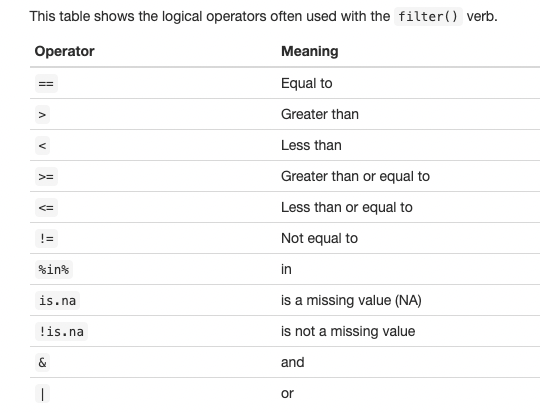 This table shows the logical operators often used with the filter() verb.
Operator Meaning
== Equal to
> Greater than
< Less than
>= Greater than or equal to
<= Less than or equal to
!= Not equal to
%in% in
is.na is a missing value (NA)
!is.na is not a missing value
& and
| or